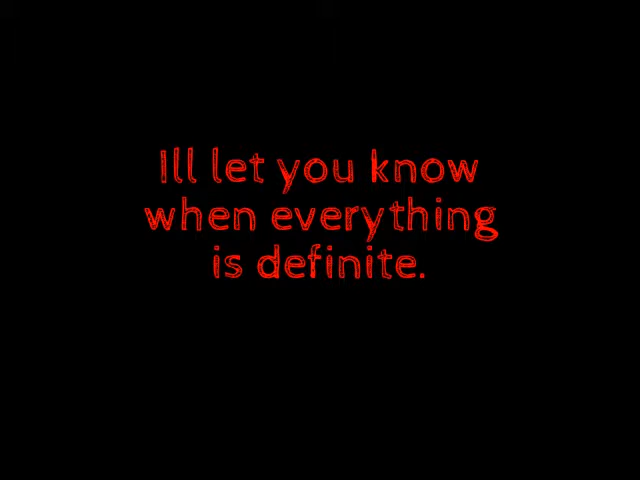 Ill let you know
when everything
is definite.